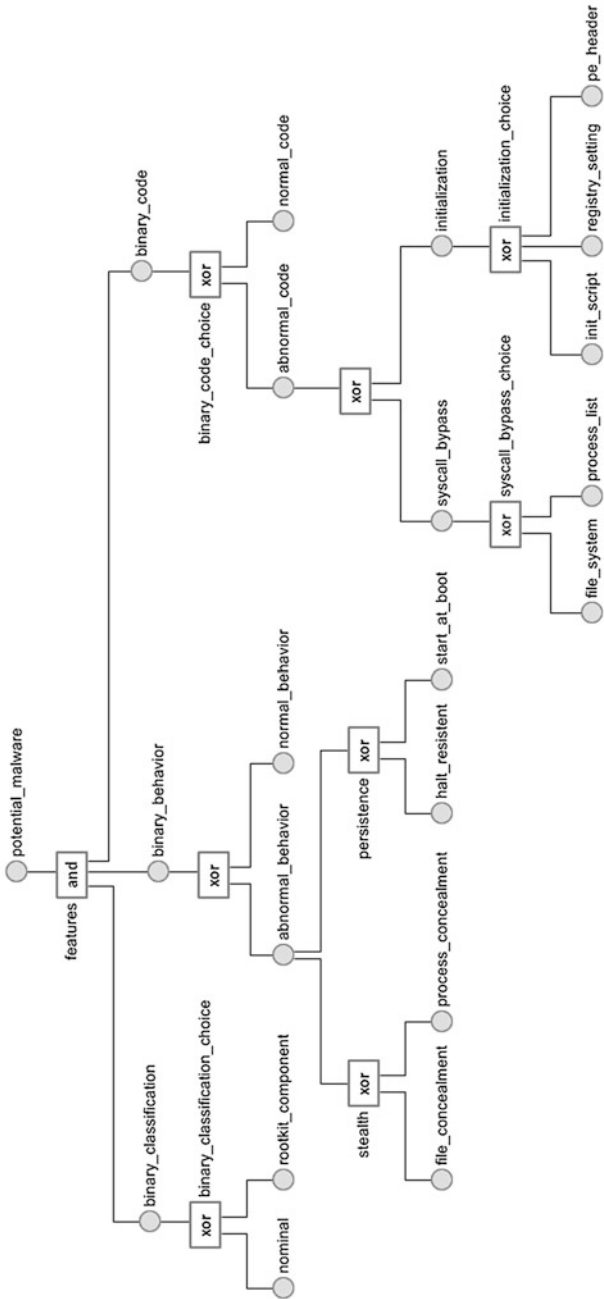 potential_malware
and
features
binary_classification
binary_behavior
binary_code
xor
binary_classification_choice
xor
xor
binary_code_choice
nominal
rootkit_component
abnormal_behavior
normal_behavior
abnormal_code
normal_code
xor
stealth
xor
persistence
xor
file_concealment
process_concealment
halt_resistent
start_at_boot
syscall_bypass
initialization
xor
syscall_bypass_choice
xor
initialization_choice
file_system
process_list
init_script
registry_setting
pe_header